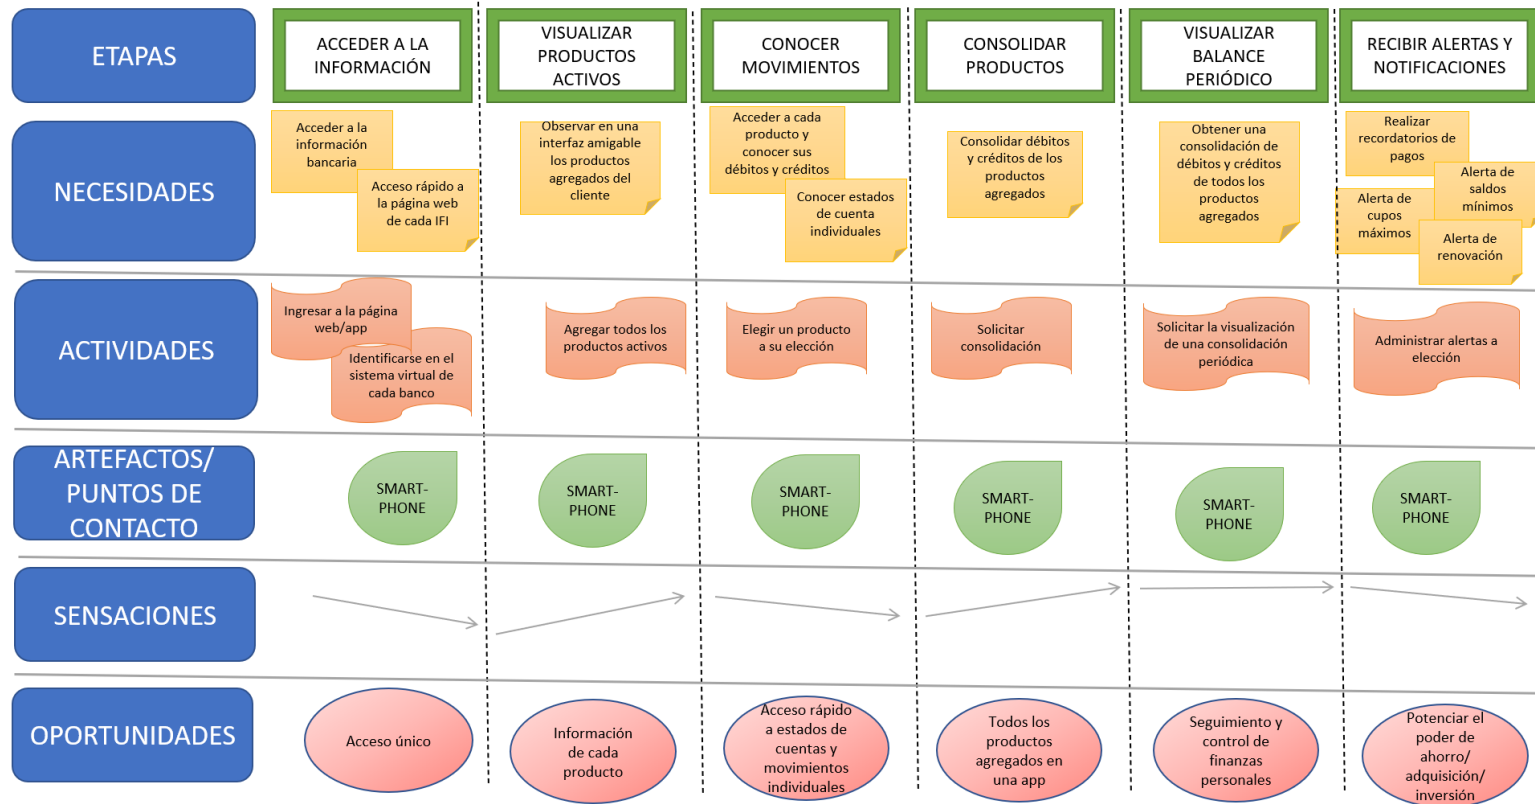 ETAPAS
ACCEDER A LA
INFORMACIÓN
VISUALIZAR
PRODUCTOS
ACTIVOS
CONOCER
MOVIMIENTOS
CONSOLIDAR
PRODUCTOS
VISUALIZAR
BALANCE
PERIÓDICO
RECIBIR ALERTAS Y
NOTIFICACIONES
NECESIDADES
Acceder a la
información
bancaria
Acceso rápido a
la página web
de cada IFI
Observar en una
interfaz amigable
los productos
agregados del
cliente
Acceder a cada
producto y
conocer sus
débitos y créditos
Conocer estados
de cuenta
individuales
Consolidar débitos
y créditos de los
productos
agregados
Obtener una
consolidación de
débitos y créditos
de todos los
productos
agregados
Realizar
recordatorios de
pagos
Alerta de
saldos
mínimos
Alerta de
cupos
máximos
Alerta de
renovación
ACTIVIDADES
Ingresar a la página
web/app
Identificarse en el
sistema virtual de
cada banco
Agregar todos los
productos activos
Elegir un producto
a su elección
Solicitar
consolidación
Solicitar la visualización
de una consolidación
periódica
Administrar alertas a
elección
ARTEFACTOS/
PUNTOS DE
CONTACTO
SMART-
PHONE
SMART-
PHONE
SMART-
PHONE
SMART-
PHONE
SMART-
PHONE
SMART-
PHONE
SENSACIONES
OPORTUNIDADES
Acceso único
Información
de cada
producto
Acceso rápido
a estados de
cuentas y
movimientos
individuales
Todos los
productos
agregados en
una app
Seguimiento y
control de
finanzas
personales
Potenciar el
poder de
ahorro/
adquisición/
inversión